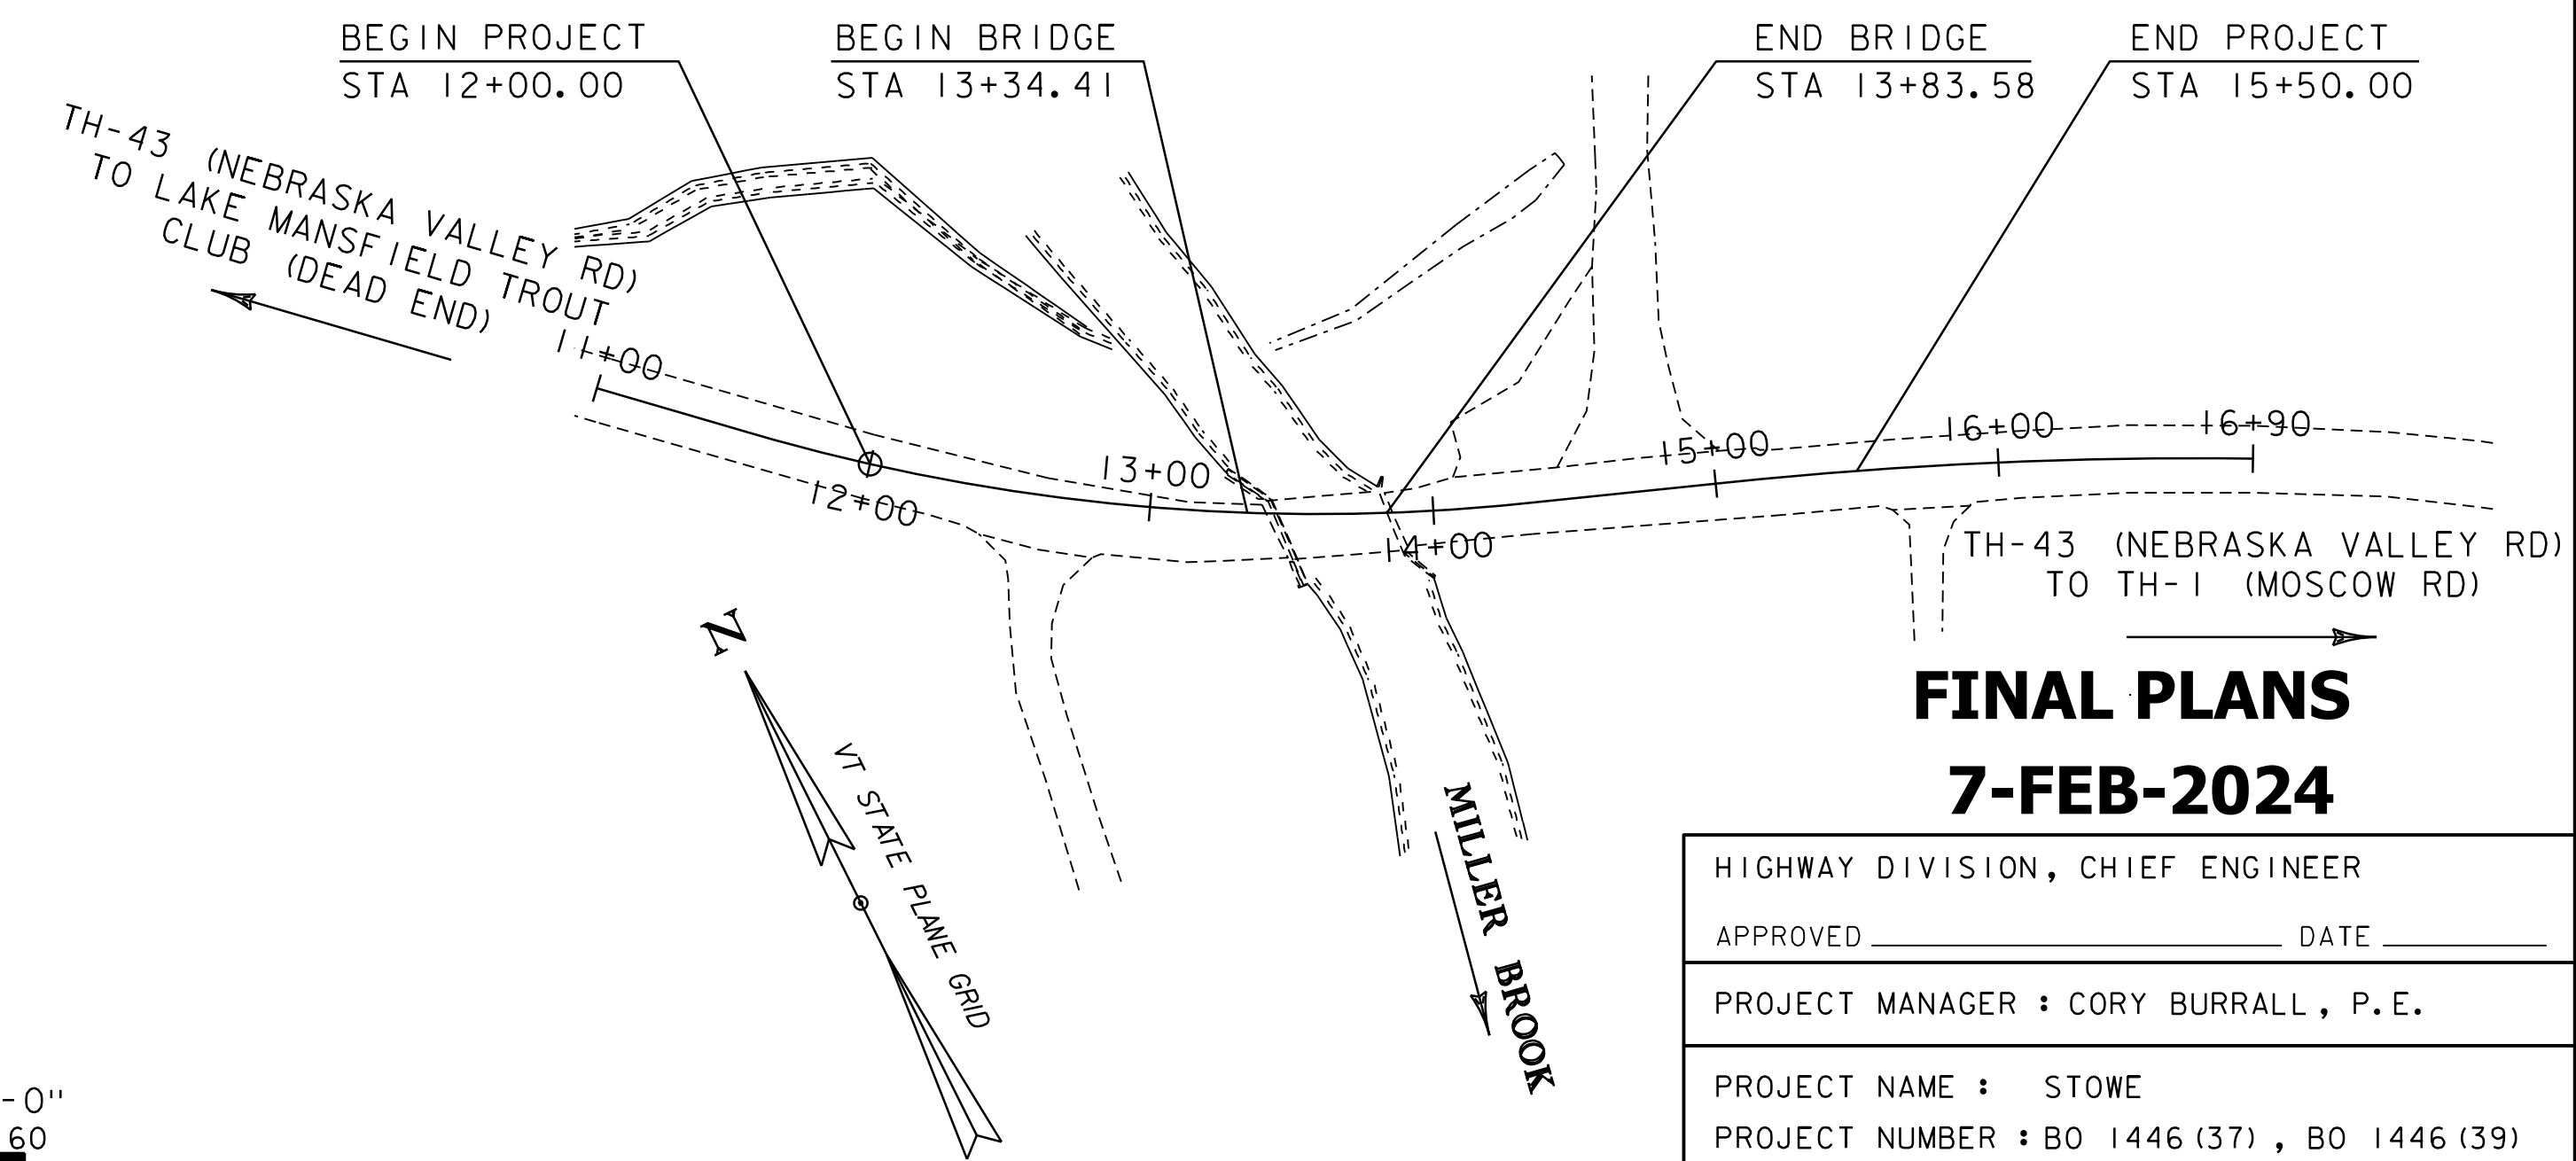 BEGIN PROJECT
STA 12+00.00
BEGIN BRIDGE
STA 13+34.41
END BRIDGE
STA 13+83.58
END PROJECT
STA 15+50.00
TH-43 (NEBRASKA VALLEY RD)
TO LAKE MANSFIELD TROUT
CLUB (DEAD END)
11+00
12+00
13+00
14+00
15+00
16+00
16+90
TH-43 (NEBRASKA VALLEY RD)
TO TH-1 (MOSCOW RD)
N
VT STATE PLANE GRID
MILLER BROOK
FINAL PLANS
7-FEB-2024
HIGHWAY DIVISION, CHIEF ENGINEER
APPROVED DATE
PROJECT MANAGER : CORY BURRALL, P.E.
PROJECT NAME : STOWE
PROJECT NUMBER : BO 1446(37), BO 1446(39)
-0"
60